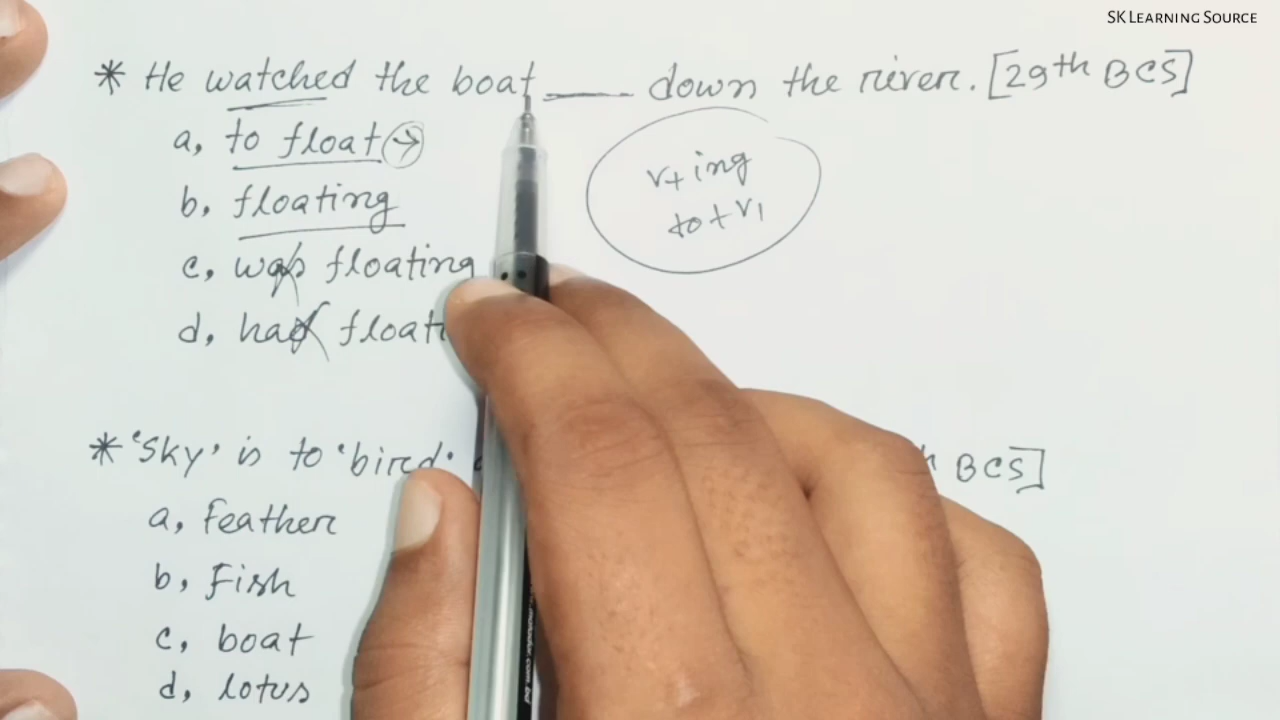 SK LEARNING SOURCE
* He watched the boat ____ down the river. [29th BCS]
a, to float →
b, floating
v+ing
to+v1
c, was floating
d, had
* 'Sky' is to 'bird' BCS]
a, Feather
b, Fish
c, boat
d, lotus